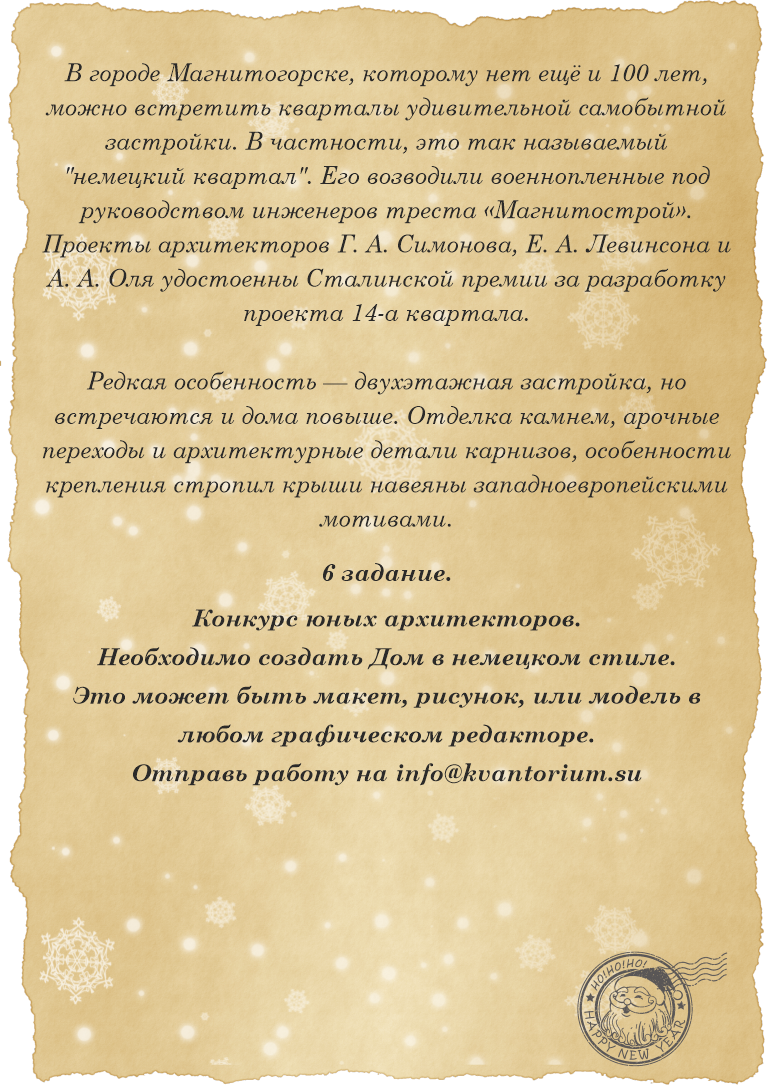 В городе Магнитогорске, которому нет ещё и 100 лет,
можно встретить кварталы удивительной самобытной
застройки. В частности, это так называемый
"немецкий квартал". Его возводили военнопленные под
руководством инженеров треста «Магнитострой».
Проекты архитекторов Г. А. Симонова, Е. А. Левинсона и
А. А. Оля удостоенны Сталинской премии за разработку
проекта 14-а квартала.
Редкая особенность — двухэтажная застройка, но
встречаются и дома повыше. Отделка камнем, арочные
переходы и архитектурные детали карнизов, особенности
крепления стропил крыши навеяны западноевропейскими
мотивами.
6 задание.
Конкурс юных архитекторов.
Необходимо создать Дом в немецком стиле.
Это может быть макет, рисунок, или модель в
любом графическом редакторе.
Отправь работу на info@kvantorium.su
HO!HO!HO!
HAPPY NEW YEAR